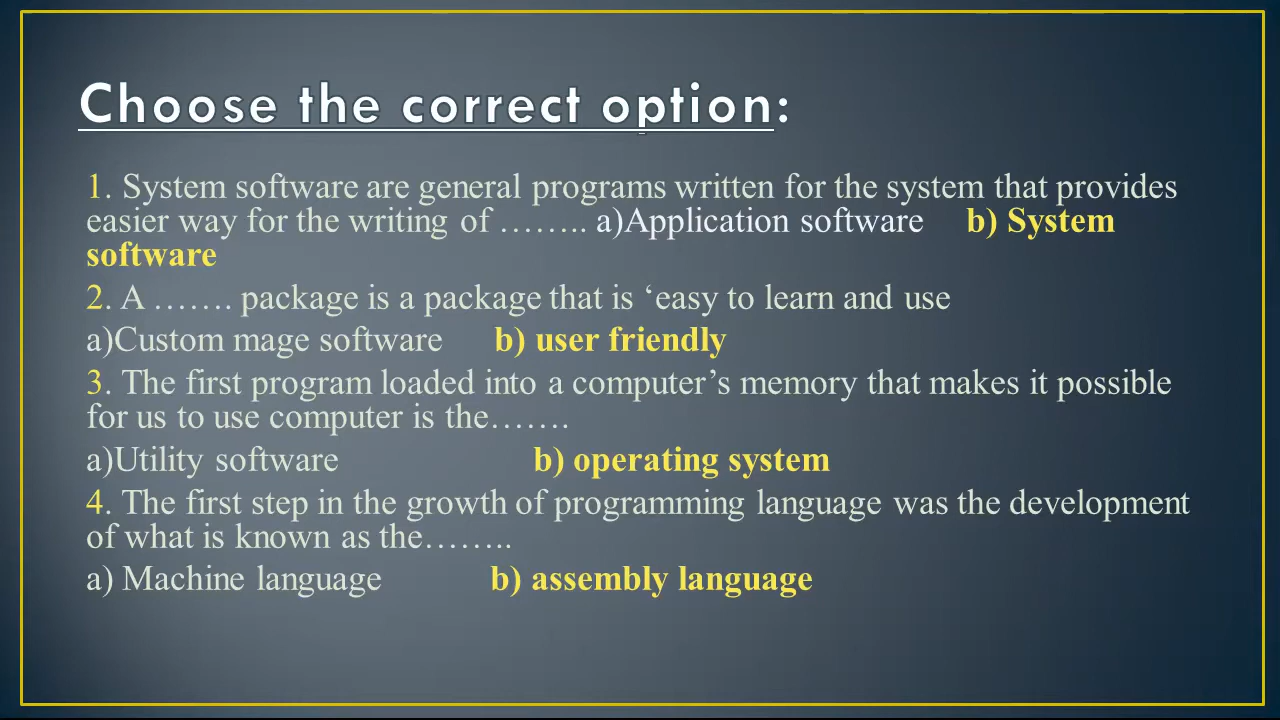 Choose the correct option:
1. System software are general programs written for the system that provides
easier way for the writing of …….. a)Application software b) System
software
2. A ……. package is a package that is ‘easy to learn and use
a)Custom mage software b) user friendly
3. The first program loaded into a computer’s memory that makes it possible
for us to use computer is the…….
a)Utility software b) operating system
4. The first step in the growth of programming language was the development
of what is known as the……..
a) Machine language b) assembly language